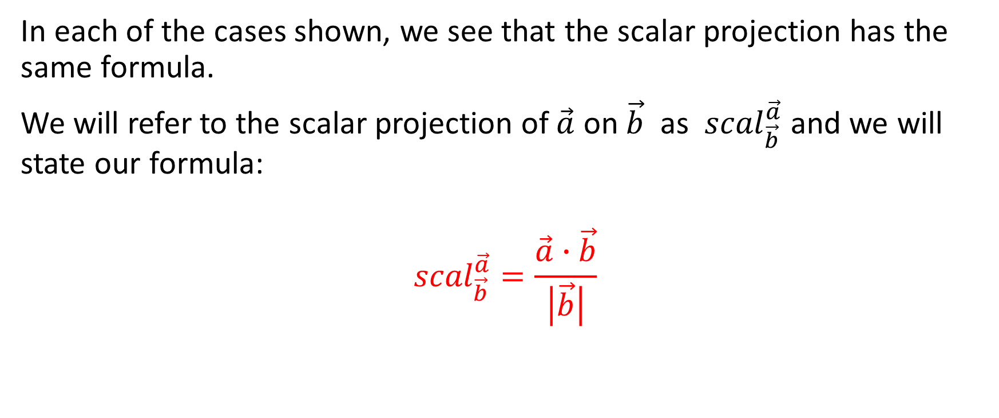 In each of the cases shown, we see that the scalar projection has the
same formula.
We will refer to the scalar projection of $\vec{a}$ on $\vec{b}$ as $scal_{\vec{b}}^{\vec{a}}$ and we will
state our formula:
$scal_{\vec{b}}^{\vec{a}} = \frac{\vec{a} \cdot \vec{b}}{|\vec{b}|}$